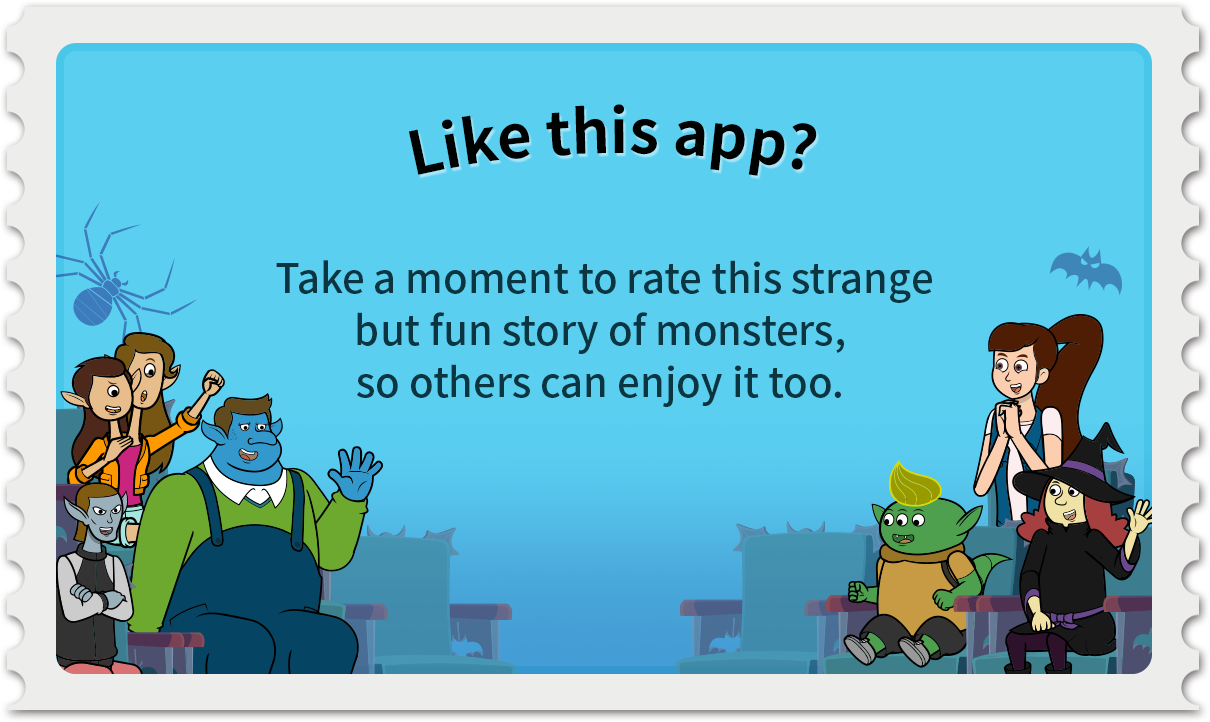 Like this app?
Take a moment to rate this strange
but fun story of monsters,
so others can enjoy it too.